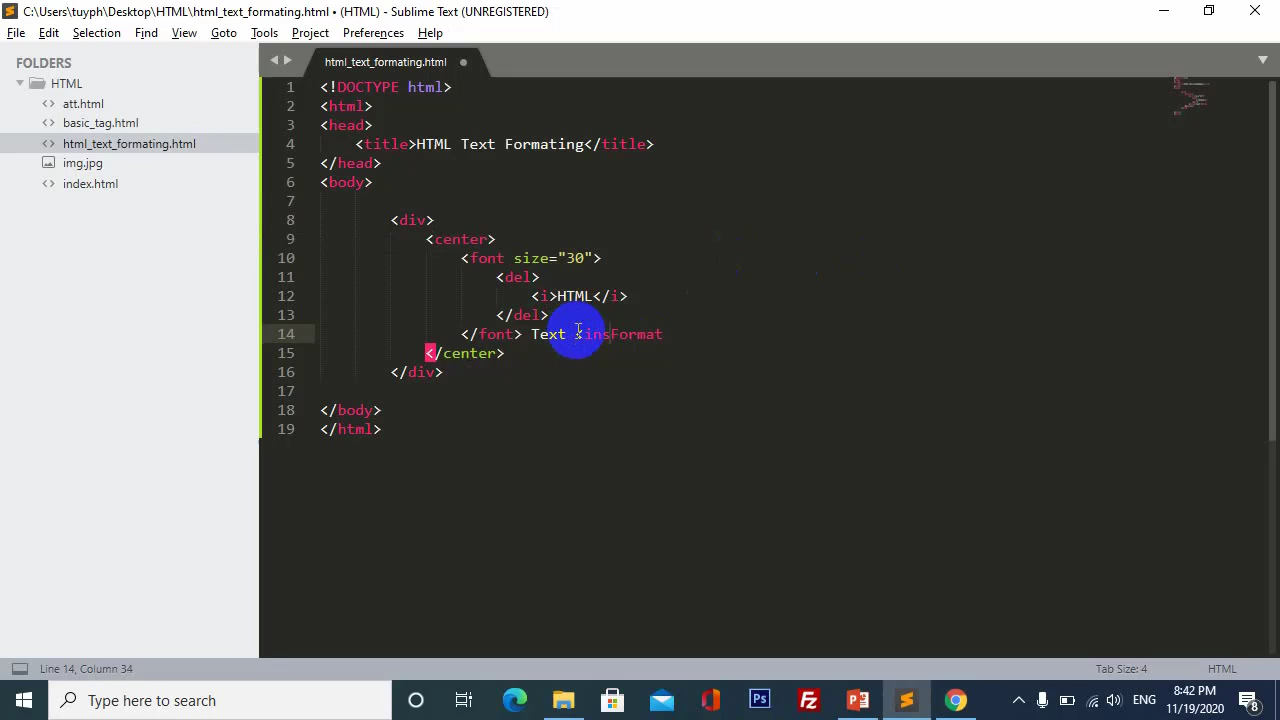 C:\Users\tuyph\Desktop\HTML\html_text_formating.html • (HTML) - Sublime Text (UNREGISTERED)
File Edit Selection Find View Goto Tools Project Preferences Help
FOLDERS
HTML
att.html
basic_tag.html
html_text_formating.html
img.jpg
index.html
html_text_formating.html
1 <!DOCTYPE html>
2 <html>
3 <head>
4 <title>HTML Text Formating</title>
5 </head>
6 <body>
7
8 <div>
9 <center>
10 <font size="30">
11 <del>
12 <i>HTML</i>
13 </del>
14 </font> Text <insFormat
15 </center>
16 </div>
17
18 </body>
19 </html>
Line 14, Column 34
Tab Size: 4
HTML
Type here to search
Ps
Fz
ENG
8:42 PM
11/19/2020
8